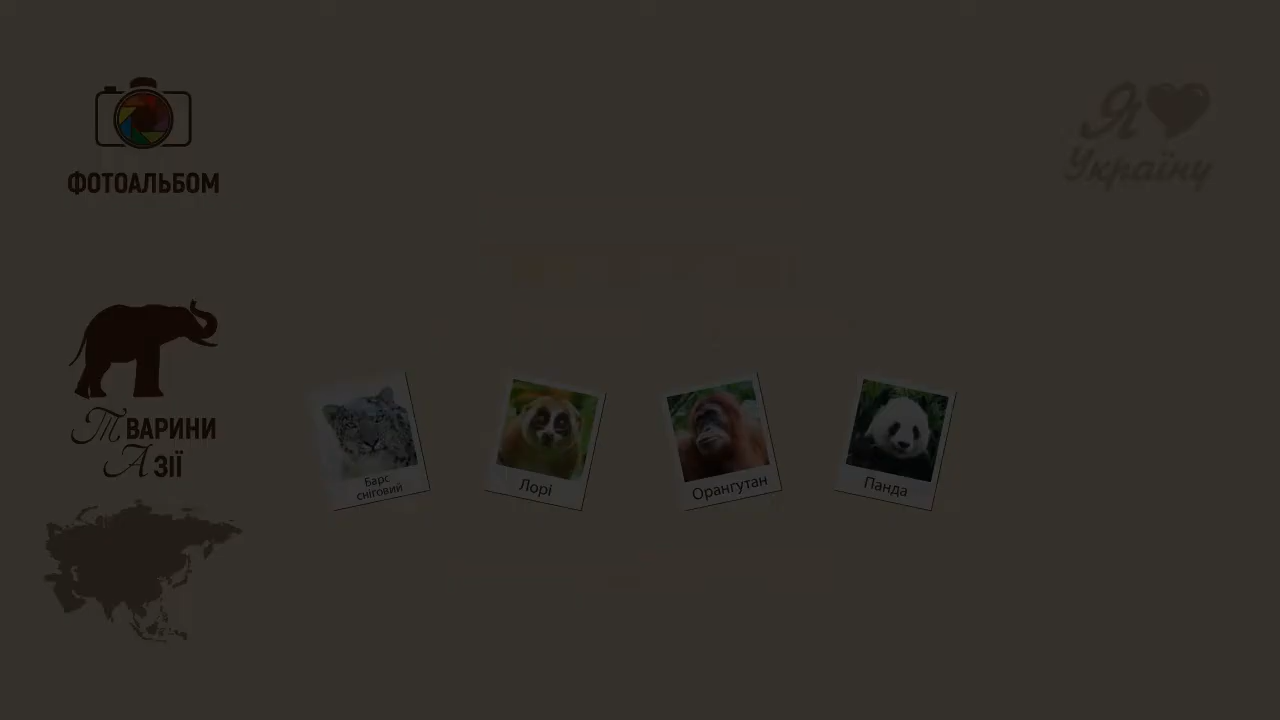 ФОТОАЛЬБОМ
Я
Україну
ТВАРИНИ
АЗІЇ
Барс
сніговий
Лорі
Орангутан
Панда